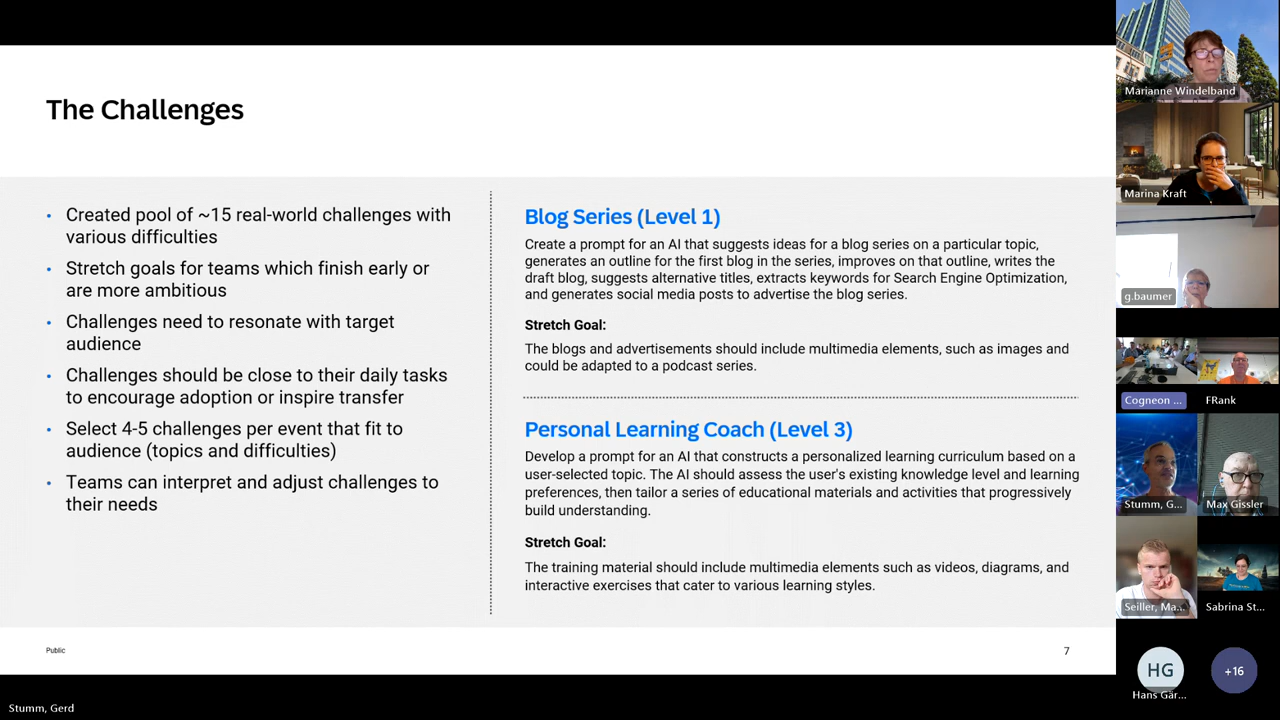 The Challenges
• Created pool of ~15 real-world challenges with
various difficulties
• Stretch goals for teams which finish early or
are more ambitious
• Challenges need to resonate with target
audience
• Challenges should be close to their daily tasks
to encourage adoption or inspire transfer
• Select 4-5 challenges per event that fit to
audience (topics and difficulties)
• Teams can interpret and adjust challenges to
their needs
Blog Series (Level 1)
Create a prompt for an AI that suggests ideas for a blog series on a particular topic,
generates an outline for the first blog in the series, improves on that outline, writes the
draft blog, suggests alternative titles, extracts keywords for Search Engine Optimization,
and generates social media posts to advertise the blog series.
Stretch Goal:
The blogs and advertisements should include multimedia elements, such as images and
could be adapted to a podcast series.
Personal Learning Coach (Level 3)
Develop a prompt for an AI that constructs a personalized learning curriculum based on a
user-selected topic. The AI should assess the user's existing knowledge level and learning
preferences, then tailor a series of educational materials and activities that progressively
build understanding.
Stretch Goal:
The training material should include multimedia elements such as videos, diagrams, and
interactive exercises that cater to various learning styles.
Public
7
Stumm, Gerd
Marianne Windelband
Marina Kraft
g.baumer
Cogneon ...
FRank
Stumm, G...
Max Gissler
Seiller, Ma...
Sabrina St...
HG
Hans Gär...
+16